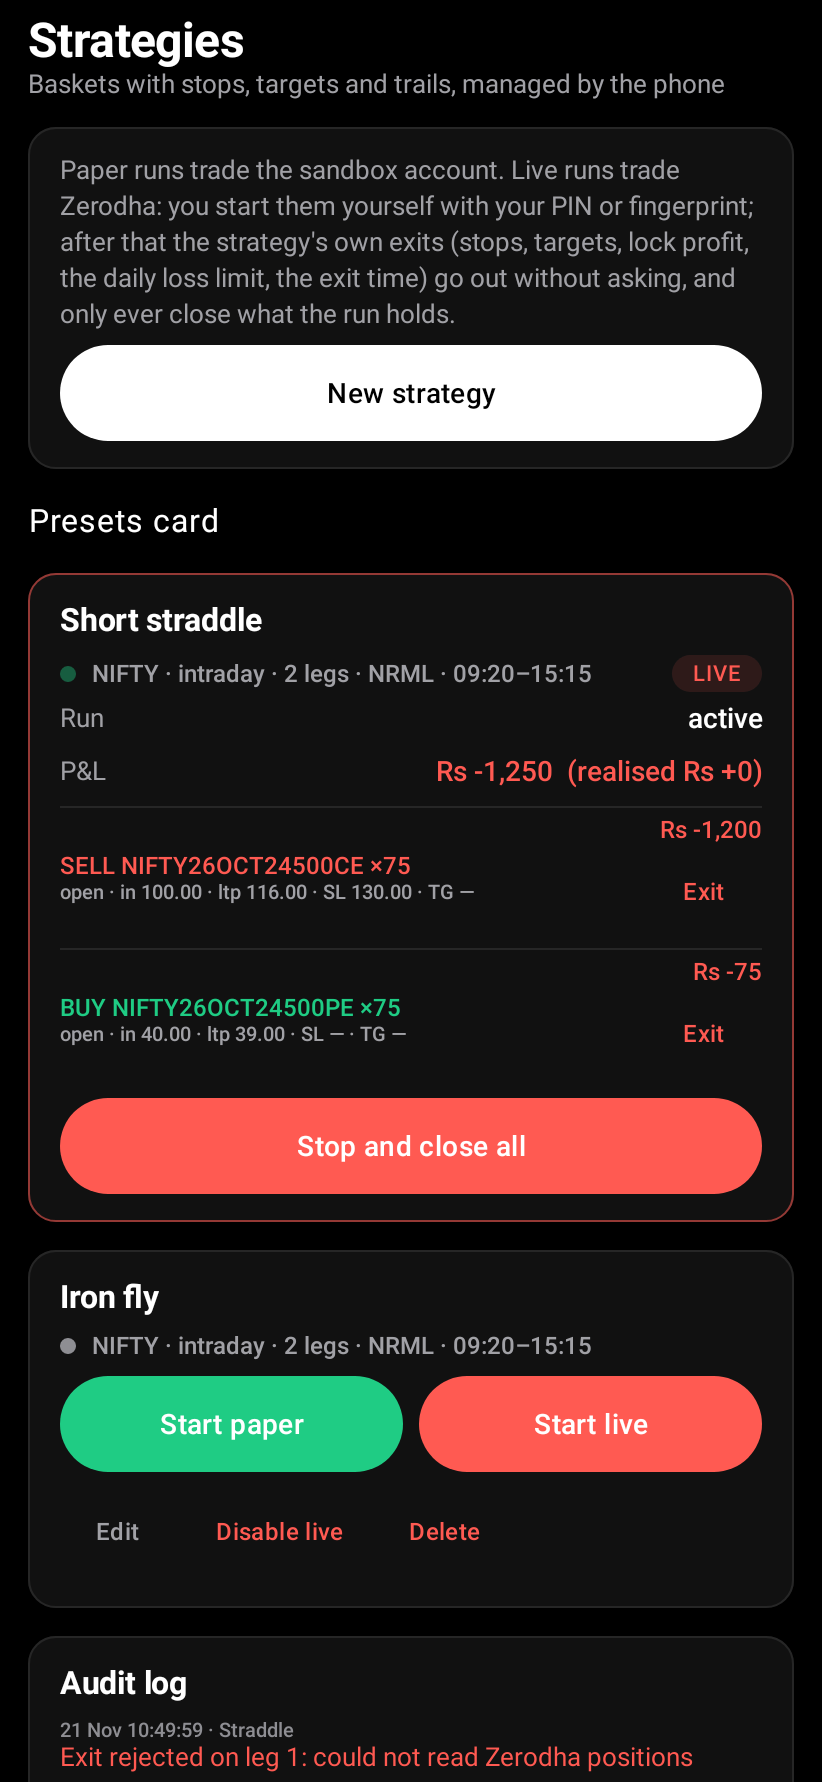 Strategies
Baskets with stops, targets and trails, managed by the phone
Paper runs trade the sandbox account. Live runs trade
Zerodha: you start them yourself with your PIN or fingerprint;
after that the strategy's own exits (stops, targets, lock profit,
the daily loss limit, the exit time) go out without asking, and
only ever close what the run holds.
New strategy
Presets card
Short straddle
NIFTY · intraday · 2 legs · NRML · 09:20–15:15 LIVE
Run active
P&L Rs -1,250 (realised Rs +0)
Rs -1,200
SELL NIFTY26OCT24500CE ×75
open · in 100.00 · ltp 116.00 · SL 130.00 · TG —
Exit
Rs -75
BUY NIFTY26OCT24500PE ×75
open · in 40.00 · ltp 39.00 · SL — · TG —
Exit
Stop and close all
Iron fly
NIFTY · intraday · 2 legs · NRML · 09:20–15:15
Start paper Start live
Edit Disable live Delete
Audit log
21 Nov 10:49:59 · Straddle
Exit rejected on leg 1: could not read Zerodha positions